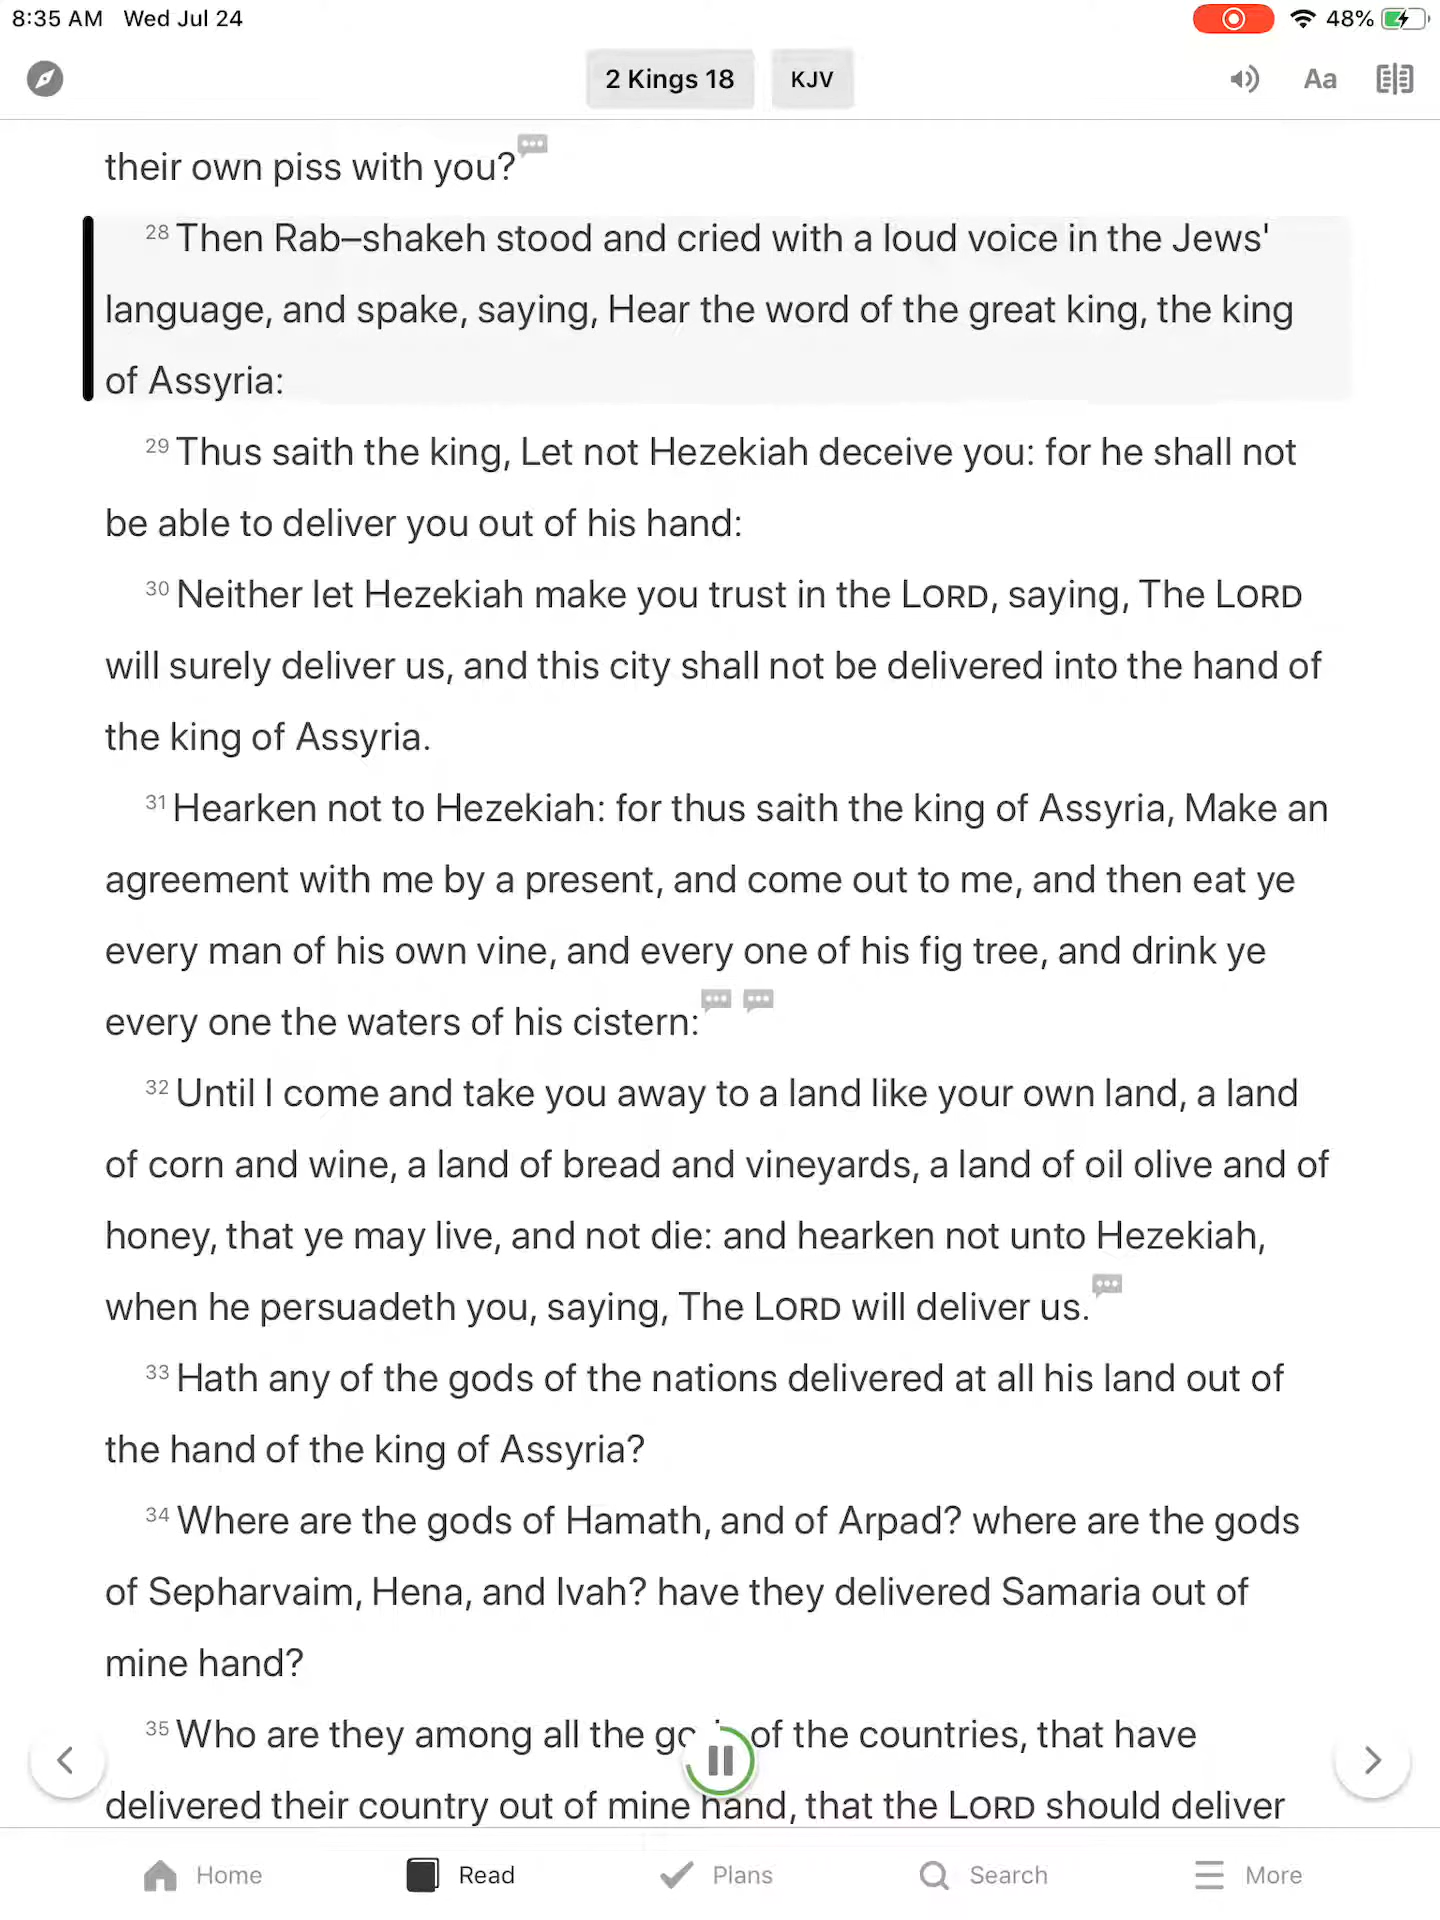 8:35 AM Wed Jul 24 48%
2 Kings 18 KJV Aa
their own piss with you?
28 Then Rab–shakeh stood and cried with a loud voice in the Jews'
language, and spake, saying, Hear the word of the great king, the king
of Assyria:
29 Thus saith the king, Let not Hezekiah deceive you: for he shall not
be able to deliver you out of his hand:
30 Neither let Hezekiah make you trust in the LORD, saying, The LORD
will surely deliver us, and this city shall not be delivered into the hand of
the king of Assyria.
31 Hearken not to Hezekiah: for thus saith the king of Assyria, Make an
agreement with me by a present, and come out to me, and then eat ye
every man of his own vine, and every one of his fig tree, and drink ye
every one the waters of his cistern:
32 Until I come and take you away to a land like your own land, a land
of corn and wine, a land of bread and vineyards, a land of oil olive and of
honey, that ye may live, and not die: and hearken not unto Hezekiah,
when he persuadeth you, saying, The LORD will deliver us.
33 Hath any of the gods of the nations delivered at all his land out of
the hand of the king of Assyria?
34 Where are the gods of Hamath, and of Arpad? where are the gods
of Sepharvaim, Hena, and Ivah? have they delivered Samaria out of
mine hand?
35 Who are they among all the of the countries, that have
delivered their country out of mine hand, that the LORD should deliver
Home Read Plans Search More